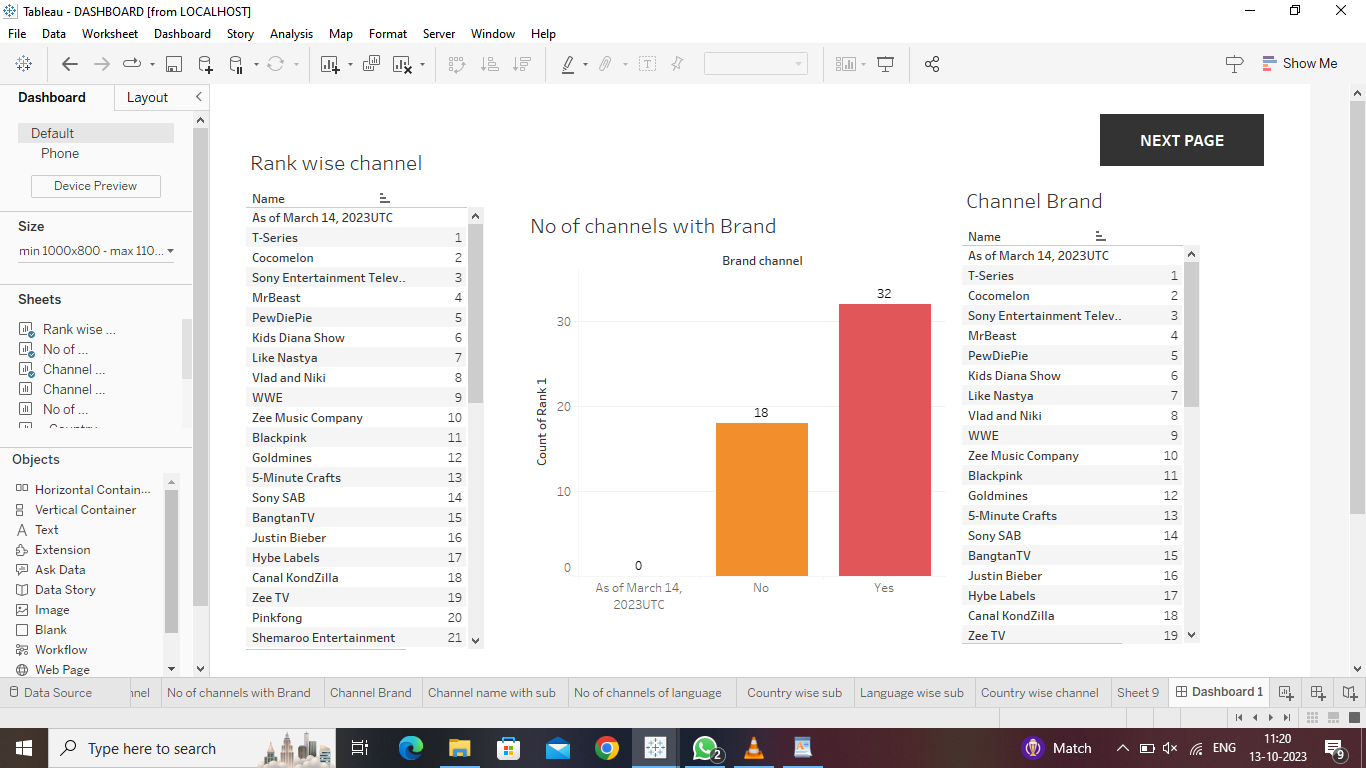 Tableau - DASHBOARD [from LOCALHOST]
File Data Worksheet Dashboard Story Analysis Map Format Server Window Help
Show Me
Dashboard Layout
Default
Phone
Device Preview
Size
min 1000x800 - max 110...
Sheets
Rank wise ...
No of ...
Channel ...
Channel ...
No of ...
Country
Objects
Horizontal Contain...
Vertical Container
Text
Extension
Ask Data
Data Story
Image
Blank
Workflow
Web Page
NEXT PAGE
Rank wise channel
Name
As of March 14, 2023UTC
T-Series 1
Cocomelon 2
Sony Entertainment Telev.. 3
MrBeast 4
PewDiePie 5
Kids Diana Show 6
Like Nastya 7
Vlad and Niki 8
WWE 9
Zee Music Company 10
Blackpink 11
Goldmines 12
5-Minute Crafts 13
Sony SAB 14
BangtanTV 15
Justin Bieber 16
Hybe Labels 17
Canal KondZilla 18
Zee TV 19
Pinkfong 20
Shemaroo Entertainment 21
No of channels with Brand
Brand channel
Count of Rank 1
30
20
10
0
0
18
32
As of March 14,
2023UTC
No
Yes
Channel Brand
Name
As of March 14, 2023UTC
T-Series 1
Cocomelon 2
Sony Entertainment Telev.. 3
MrBeast 4
PewDiePie 5
Kids Diana Show 6
Like Nastya 7
Vlad and Niki 8
WWE 9
Zee Music Company 10
Blackpink 11
Goldmines 12
5-Minute Crafts 13
Sony SAB 14
BangtanTV 15
Justin Bieber 16
Hybe Labels 17
Canal KondZilla 18
Zee TV 19
Data Source nnel No of channels with Brand Channel Brand Channel name with sub No of channels of language Country wise sub Language wise sub Country wise channel Sheet 9 Dashboard 1
Type here to search
2
Match
ENG
11:20
13-10-2023
9